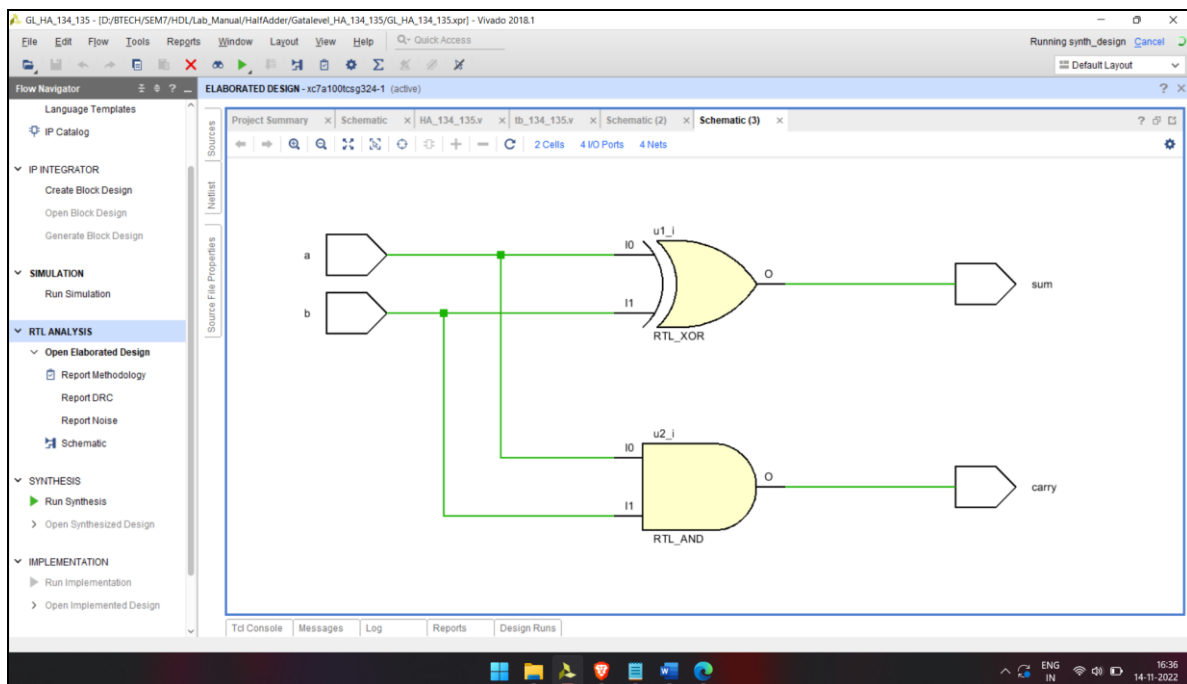 GL_HA_134_135 - [D:/BTECH/SEM7/HDL/Lab_Manual/HalfAdder/Gatalevel_HA_134_135/GL_HA_134_135.xpr] - Vivado 2018.1
File Edit Flow Tools Reports Window Layout View Help Q- Quick Access
Running synth_design Cancel
Default Layout
Flow Navigator
ELABORATED DESIGN - xc7a100tcsg324-1 (active)
Language Templates
IP Catalog
IP INTEGRATOR
Create Block Design
Open Block Design
Generate Block Design
SIMULATION
Run Simulation
RTL ANALYSIS
Open Elaborated Design
Report Methodology
Report DRC
Report Noise
Schematic
SYNTHESIS
Run Synthesis
Open Synthesized Design
IMPLEMENTATION
Run Implementation
Open Implemented Design
Sources
Netlist
Source File Properties
Project Summary Schematic HA_134_135.v tb_134_135.v Schematic (2) Schematic (3)
2 Cells 4 I/O Ports 4 Nets
a
b
u1_i
I0
I1
O
RTL_XOR
sum
u2_i
I0
I1
O
RTL_AND
carry
Tcl Console Messages Log Reports Design Runs
ENG
IN
16:36
14-11-2022